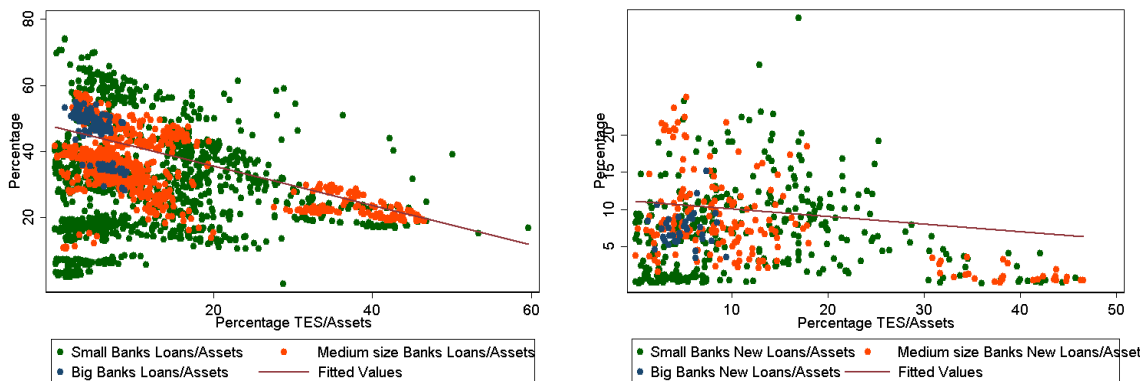 80
60
40
20
Percentage
20
40
60
Percentage TES/Assets
Small Banks Loans/Assets
Medium size Banks Loans/Assets
Big Banks Loans/Assets
Fitted Values
20
15
10
5
Percentage
10
20
30
40
50
Percentage TES/Assets
Small Banks New Loans/Assets
Medium size Banks New Loans/Asset
Big Banks New Loans/Assets
Fitted Values